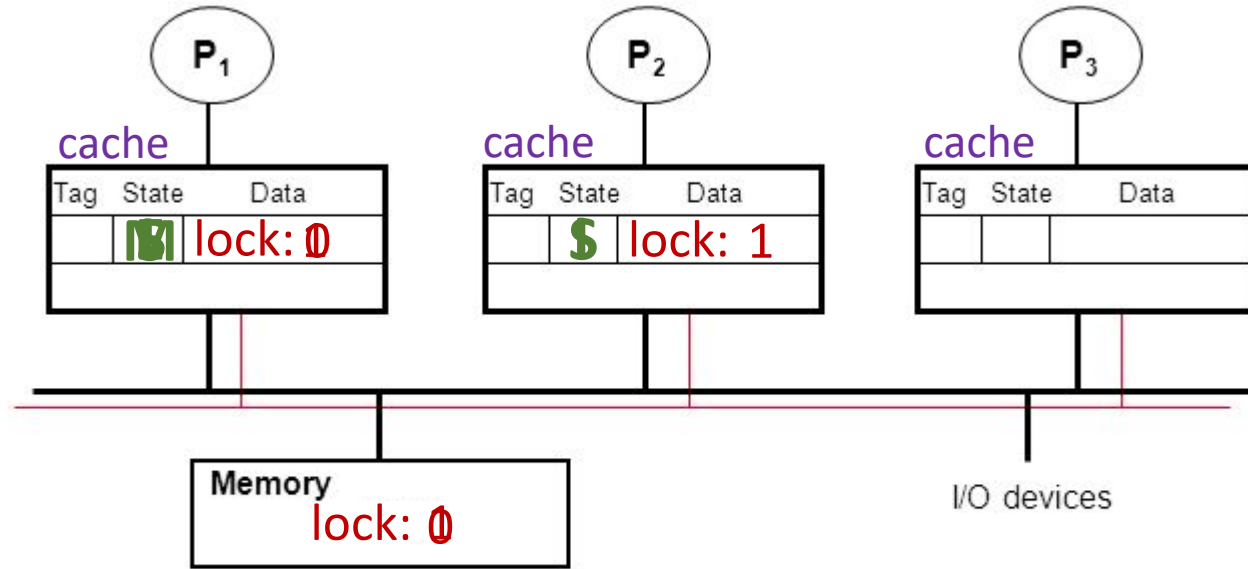 P1
P2
P3
cache
cache
cache
Tag State Data
Tag State Data
Tag State Data
lock:
lock: 1
Memory
lock:
I/O devices